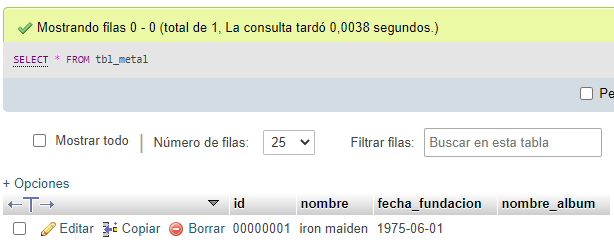 Mostrando filas 0 - 0 (total de 1, La consulta tardó 0,0038 segundos.)
SELECT * FROM tbl_metal
Pe
Mostrar todo | Número de filas: 25 Filtrar filas: Buscar en esta tabla
+ Opciones
←T→ id nombre fecha_fundacion nombre_album
Editar Copiar Borrar 00000001 iron maiden 1975-06-01